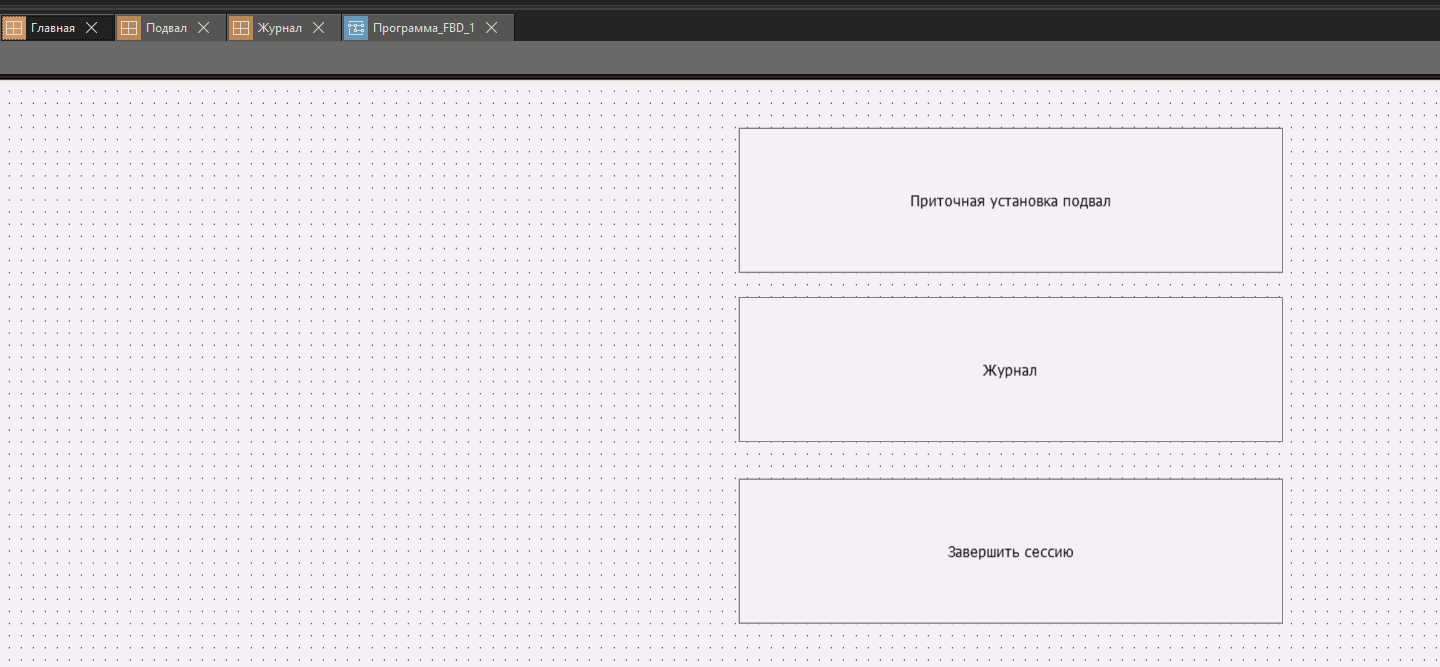 Главная Подвал Журнал Программа_FBD_1
Приточная установка подвал
Журнал
Завершить сессию